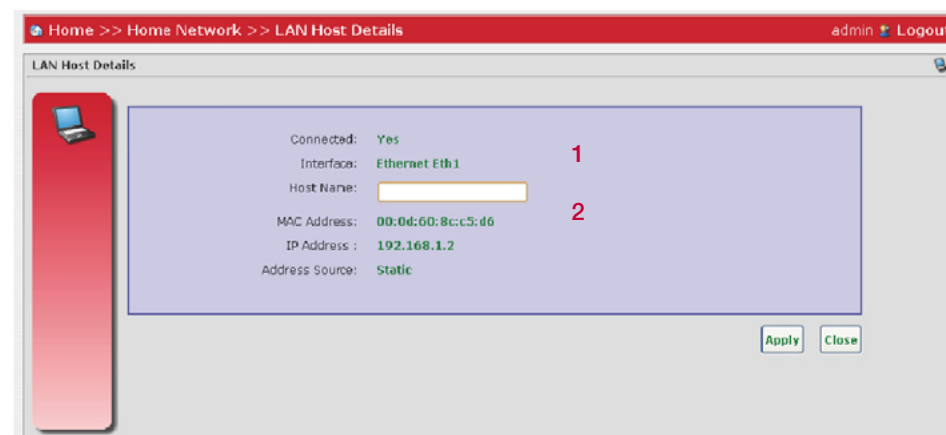 Home >> Home Network >> LAN Host Details admin Logout
LAN Host Details
Connected: Yes
Interface: Ethernet Eth1
1
Host Name:
2
MAC Address: 00:0d:60:8c:c5:d6
IP Address : 192.168.1.2
Address Source: Static
Apply Close